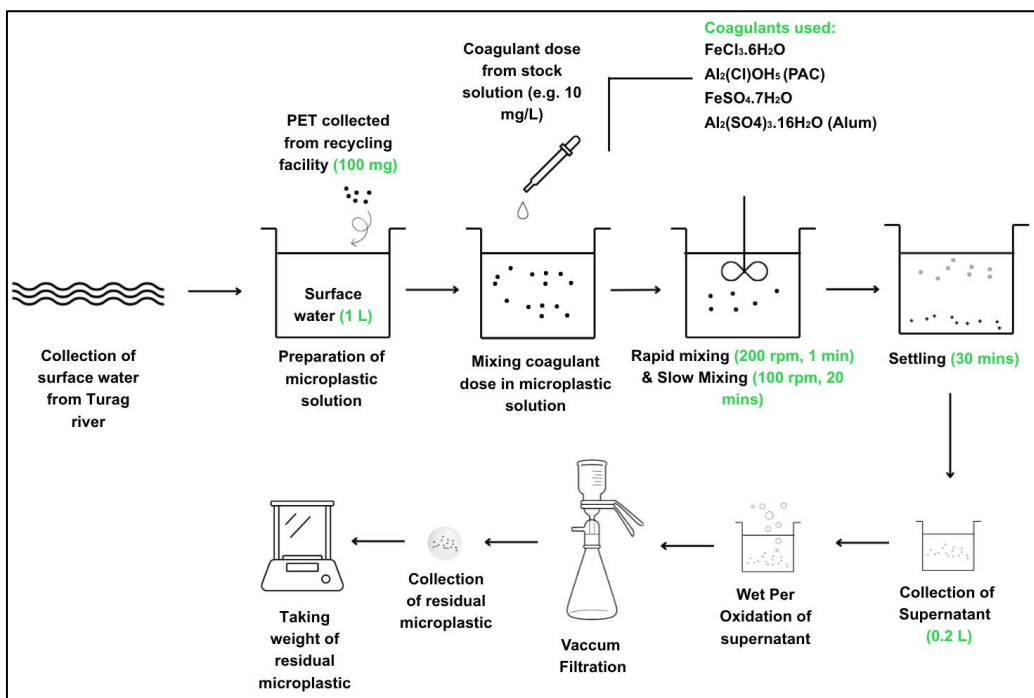 Coagulants used:
FeCl₃.6H₂O
Al₂(Cl)OH₅ (PAC)
FeSO₄.7H₂O
Al₂(SO4)₃.16H₂O (Alum)
Coagulant dose
from stock
solution (e.g. 10
mg/L)
PET collected
from recycling
facility (100 mg)
Surface
water (1 L)
Collection of
surface water
from Turag
river
Preparation of
microplastic
solution
Mixing coagulant
dose in microplastic
solution
Rapid mixing (200 rpm, 1 min)
& Slow Mixing (100 rpm, 20
mins)
Settling (30 mins)
Collection of
Supernatant
(0.2 L)
Wet Per
Oxidation of
supernatant
Vaccum
Filtration
Collection
of residual
microplastic
Taking
weight of
residual
microplastic